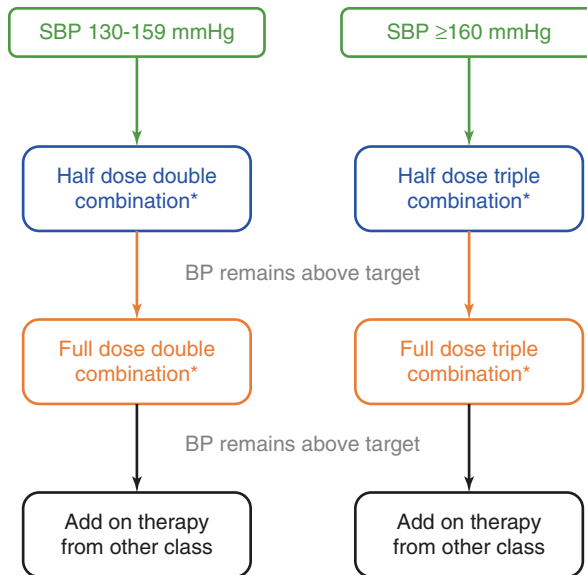 SBP 130-159 mmHg
SBP ≥160 mmHg
Half dose double
combination*
Half dose triple
combination*
BP remains above target
Full dose double
combination*
Full dose triple
combination*
BP remains above target
Add on therapy
from other class
Add on therapy
from other class